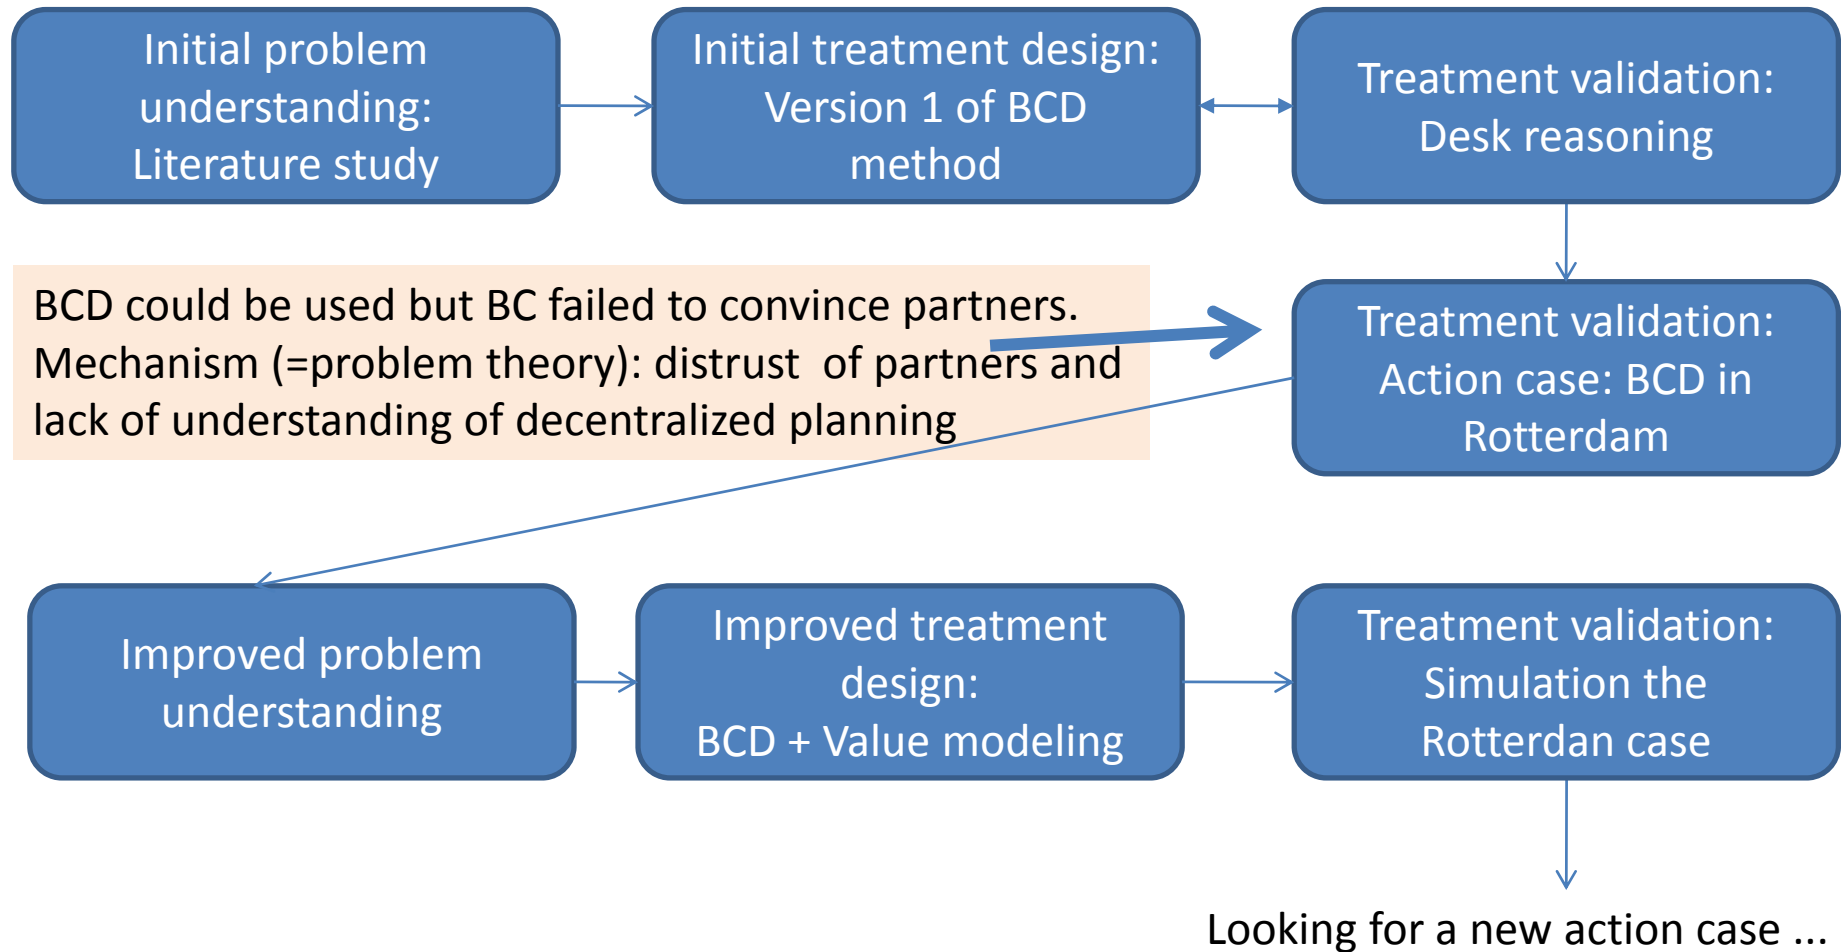 Initial problem
understanding:
Literature study
Initial treatment design:
Version 1 of BCD
method
Treatment validation:
Desk reasoning
BCD could be used but BC failed to convince partners.
Mechanism (=problem theory): distrust of partners and
lack of understanding of decentralized planning
Treatment validation:
Action case: BCD in
Rotterdam
Improved problem
understanding
Improved treatment
design:
BCD + Value modeling
Treatment validation:
Simulation the
Rotterdan case
Looking for a new action case ...